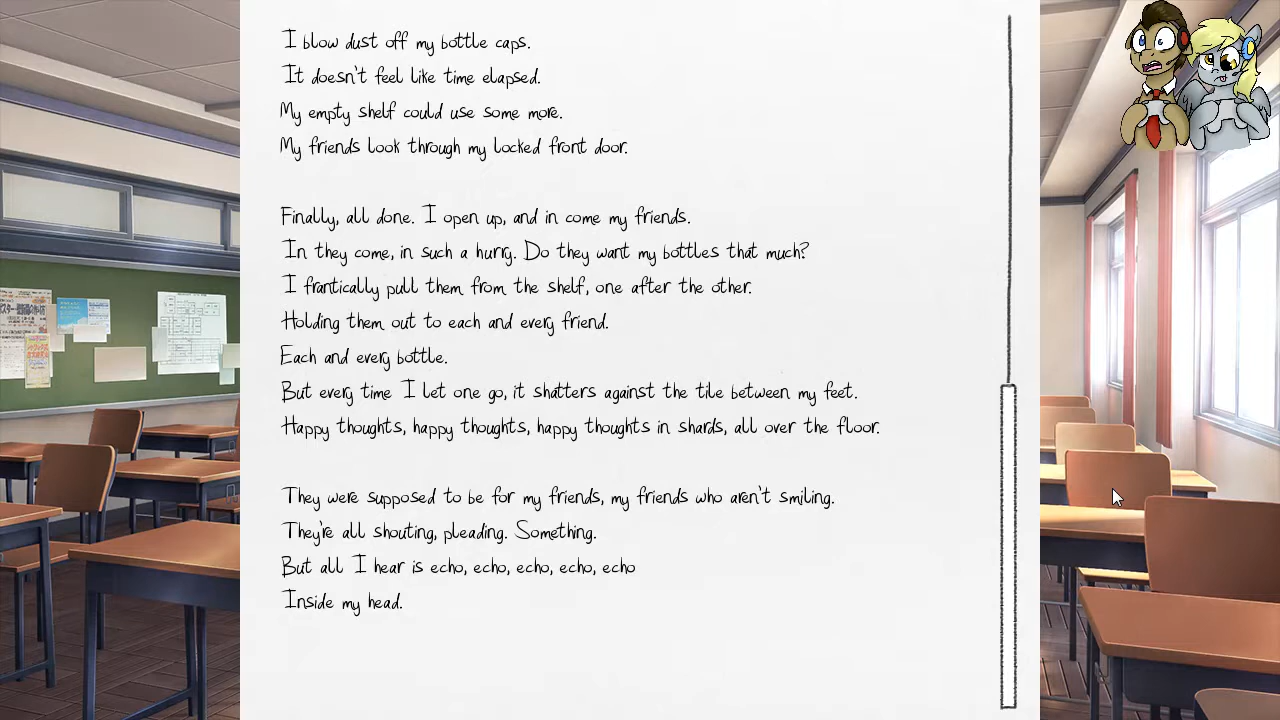 I blow dust off my bottle caps.
It doesn't feel like time elapsed.
My empty shelf could use some more.
My friends look through my locked front door.
Finally, all done. I open up, and in come my friends.
In they come, in such a hurry. Do they want my bottles that much?
I frantically pull them from the shelf, one after the other.
Holding them out to each and every friend.
Each and every bottle.
But every time I let one go, it shatters against the tile between my feet.
Happy thoughts, happy thoughts, happy thoughts in shards, all over the floor.
They were supposed to be for my friends, my friends who aren't smiling.
They're all shouting, pleading. Something.
But all I hear is echo, echo, echo, echo, echo
Inside my head.